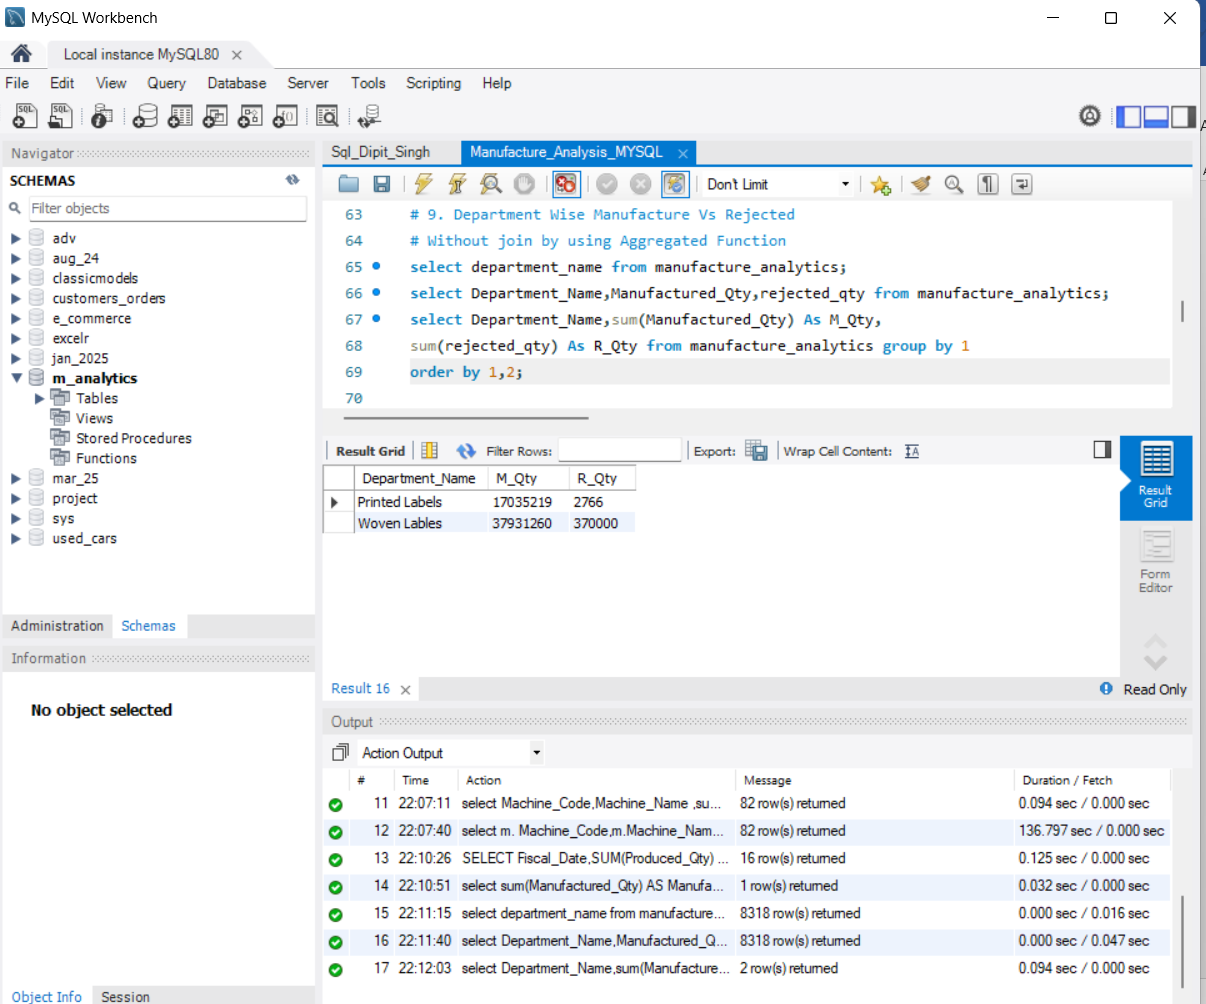 MySQL Workbench
Local instance MySQL80
File Edit View Query Database Server Tools Scripting Help
Navigator
SCHEMAS
Filter objects
adv
aug_24
classicmodels
customers_orders
e_commerce
excelr
jan_2025
m_analytics
Tables
Views
Stored Procedures
Functions
mar_25
project
sys
used_cars
Administration Schemas
Information
No object selected
Object Info Session
Sql_Dipit_Singh Manufacture_Analysis_MYSQL
Don't Limit
63 # 9. Department Wise Manufacture Vs Rejected
64 # Without join by using Aggregated Function
65 select department_name from manufacture_analytics;
66 select Department_Name,Manufactured_Qty,rejected_qty from manufacture_analytics;
67 select Department_Name,sum(Manufactured_Qty) As M_Qty,
68 sum(rejected_qty) As R_Qty from manufacture_analytics group by 1
69 order by 1,2;
70
Result Grid Filter Rows: Export: Wrap Cell Content:
Department_Name M_Qty R_Qty
Printed Labels 17035219 2766
Woven Lables 37931260 370000
Result Grid
Form Editor
Result 16
Read Only
Output
Action Output
# Time Action Message Duration / Fetch
11 22:07:11 select Machine_Code,Machine_Name ,su... 82 row(s) returned 0.094 sec / 0.000 sec
12 22:07:40 select m. Machine_Code,m.Machine_Nam... 82 row(s) returned 136.797 sec / 0.000 sec
13 22:10:26 SELECT Fiscal_Date,SUM(Produced_Qty) ... 16 row(s) returned 0.125 sec / 0.000 sec
14 22:10:51 select sum(Manufactured_Qty) AS Manufa... 1 row(s) returned 0.032 sec / 0.000 sec
15 22:11:15 select department_name from manufacture... 8318 row(s) returned 0.000 sec / 0.016 sec
16 22:11:40 select Department_Name,Manufactured_Q... 8318 row(s) returned 0.000 sec / 0.047 sec
17 22:12:03 select Department_Name,sum(Manufacture... 2 row(s) returned 0.094 sec / 0.000 sec